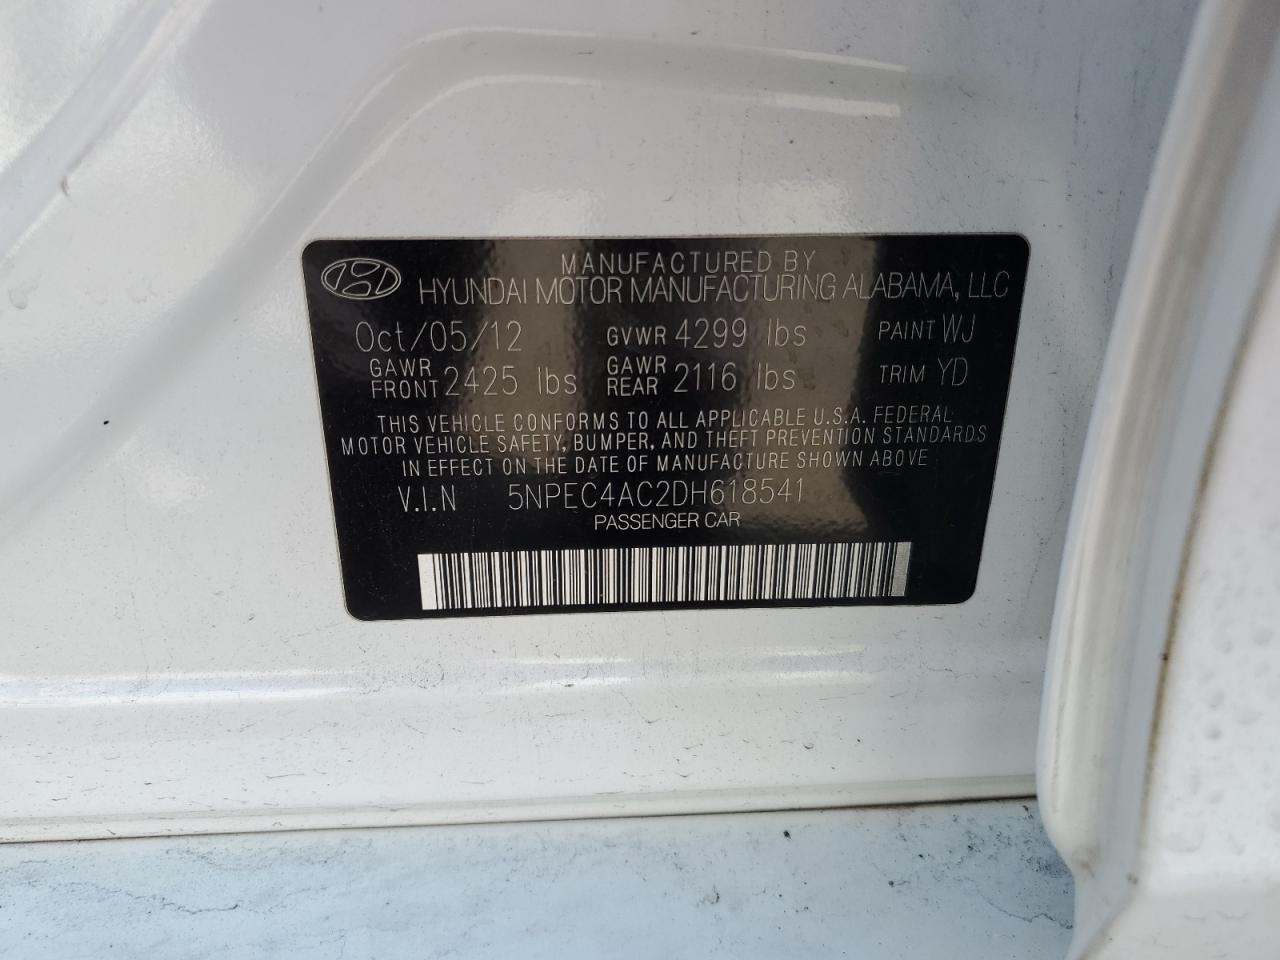 MANUFACTURED BY
HYUNDAI MOTOR MANUFACTURING ALABAMA, LLC
Oct/05/12 GVWR 4299 lbs PAINT WJ
GAWR FRONT 2425 lbs GAWR REAR 2116 lbs TRIM YD
THIS VEHICLE CONFORMS TO ALL APPLICABLE U.S.A. FEDERAL
MOTOR VEHICLE SAFETY, BUMPER, AND THEFT PREVENTION STANDARDS
IN EFFECT ON THE DATE OF MANUFACTURE SHOWN ABOVE
V.I.N 5NPEC4AC2DH618541
PASSENGER CAR